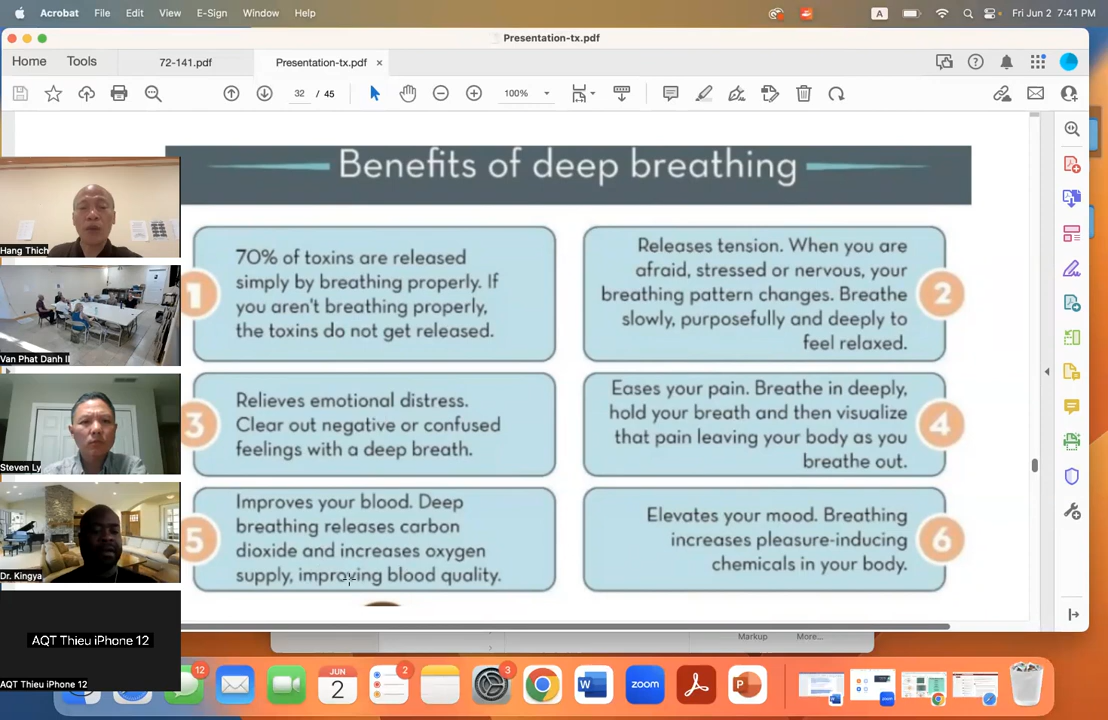 Acrobat File Edit View E-Sign Window Help A Fri Jun 2 7:41 PM
Presentation-tx.pdf
Home Tools 72-141.pdf Presentation-tx.pdf ×
32 / 45 100%
Benefits of deep breathing
1
70% of toxins are released
simply by breathing properly. If
you aren't breathing properly,
the toxins do not get released.
Releases tension. When you are
afraid, stressed or nervous, your
breathing pattern changes. Breathe
slowly, purposefully and deeply to
feel relaxed.
2
3
Relieves emotional distress.
Clear out negative or confused
feelings with a deep breath.
Eases your pain. Breathe in deeply,
hold your breath and then visualize
that pain leaving your body as you
breathe out.
4
5
Improves your blood. Deep
breathing releases carbon
dioxide and increases oxygen
supply, improving blood quality.
Elevates your mood. Breathing
increases pleasure-inducing
chemicals in your body.
6
Hang Thich
Van Phat Danh II
Steven Ly
Dr. Kingya
AQT Thieu iPhone 12
AQT Thieu iPhone 12
Markup More...
12
JUN
2
2
3
W
zoom
P